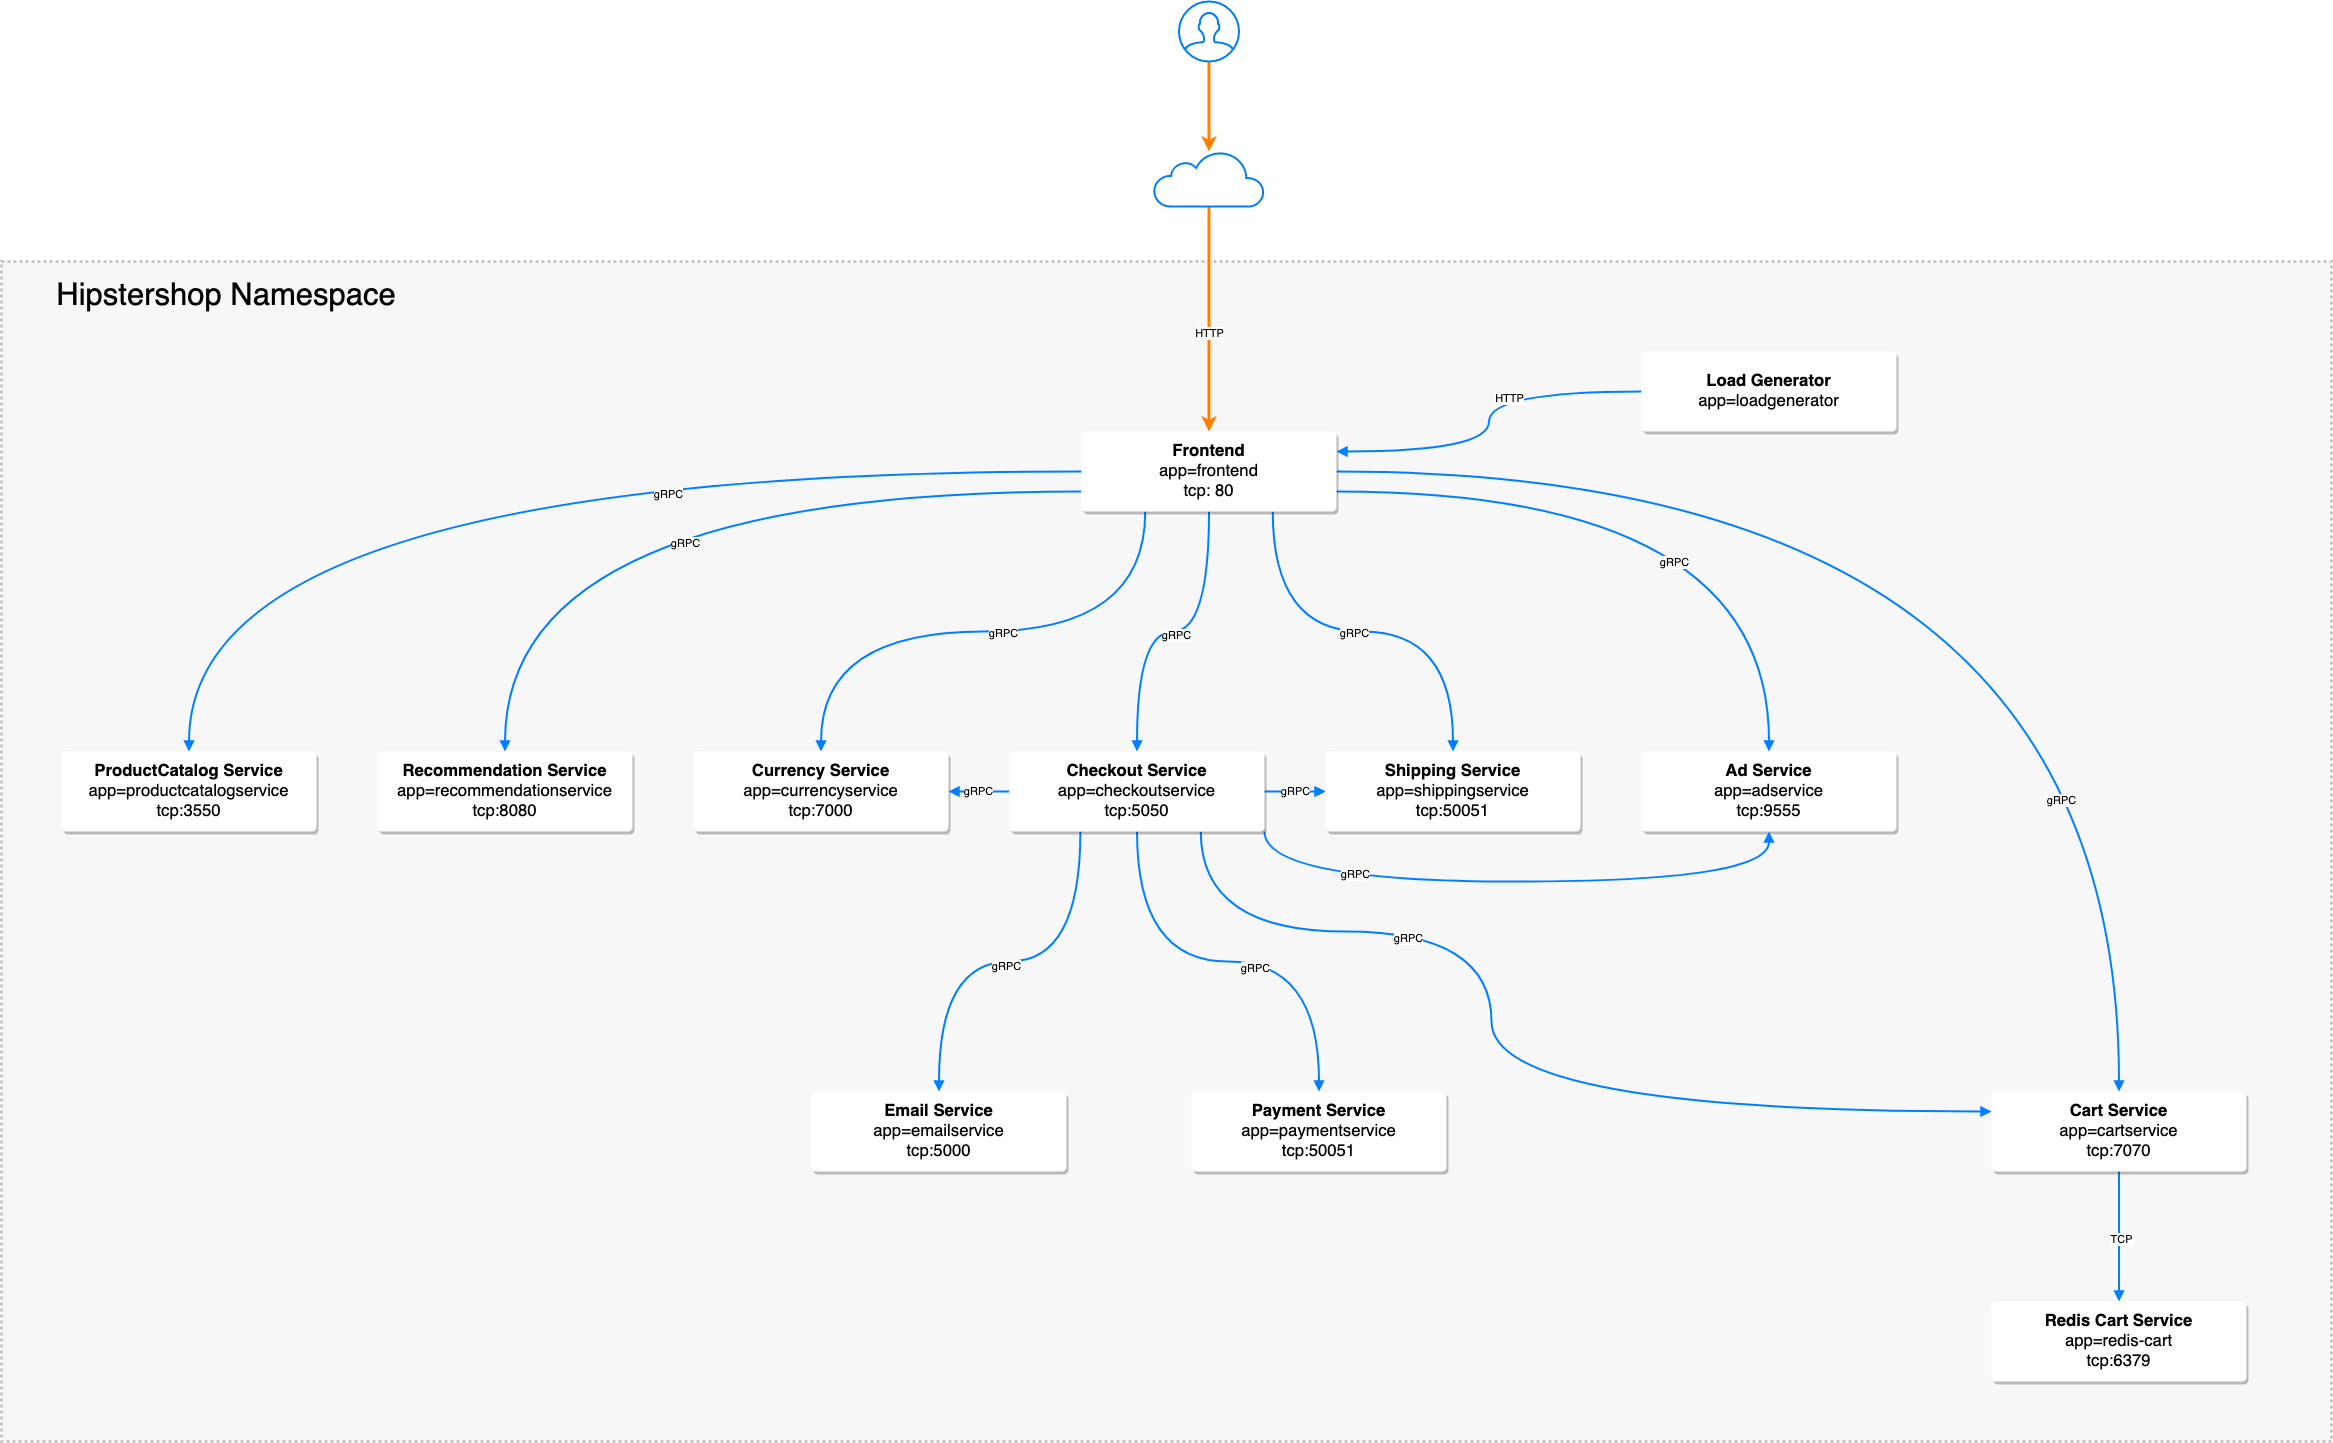 Hipstershop Namespace
HTTP
Load Generator
app=loadgenerator
HTTP
Frontend
app=frontend
tcp: 80
gRPC
gRPC
gRPC
gRPC
gRPC
gRPC
gRPC
ProductCatalog Service
app=productcatalogservice
tcp:3550
Recommendation Service
app=recommendationservice
tcp:8080
Currency Service
app=currencyservice
tcp:7000
gRPC
Checkout Service
app=checkoutservice
tcp:5050
gRPC
Shipping Service
app=shippingservice
tcp:50051
Ad Service
app=adservice
tcp:9555
gRPC
gRPC
gRPC
gRPC
Email Service
app=emailservice
tcp:5000
Payment Service
app=paymentservice
tcp:50051
Cart Service
app=cartservice
tcp:7070
TCP
Redis Cart Service
app=redis-cart
tcp:6379